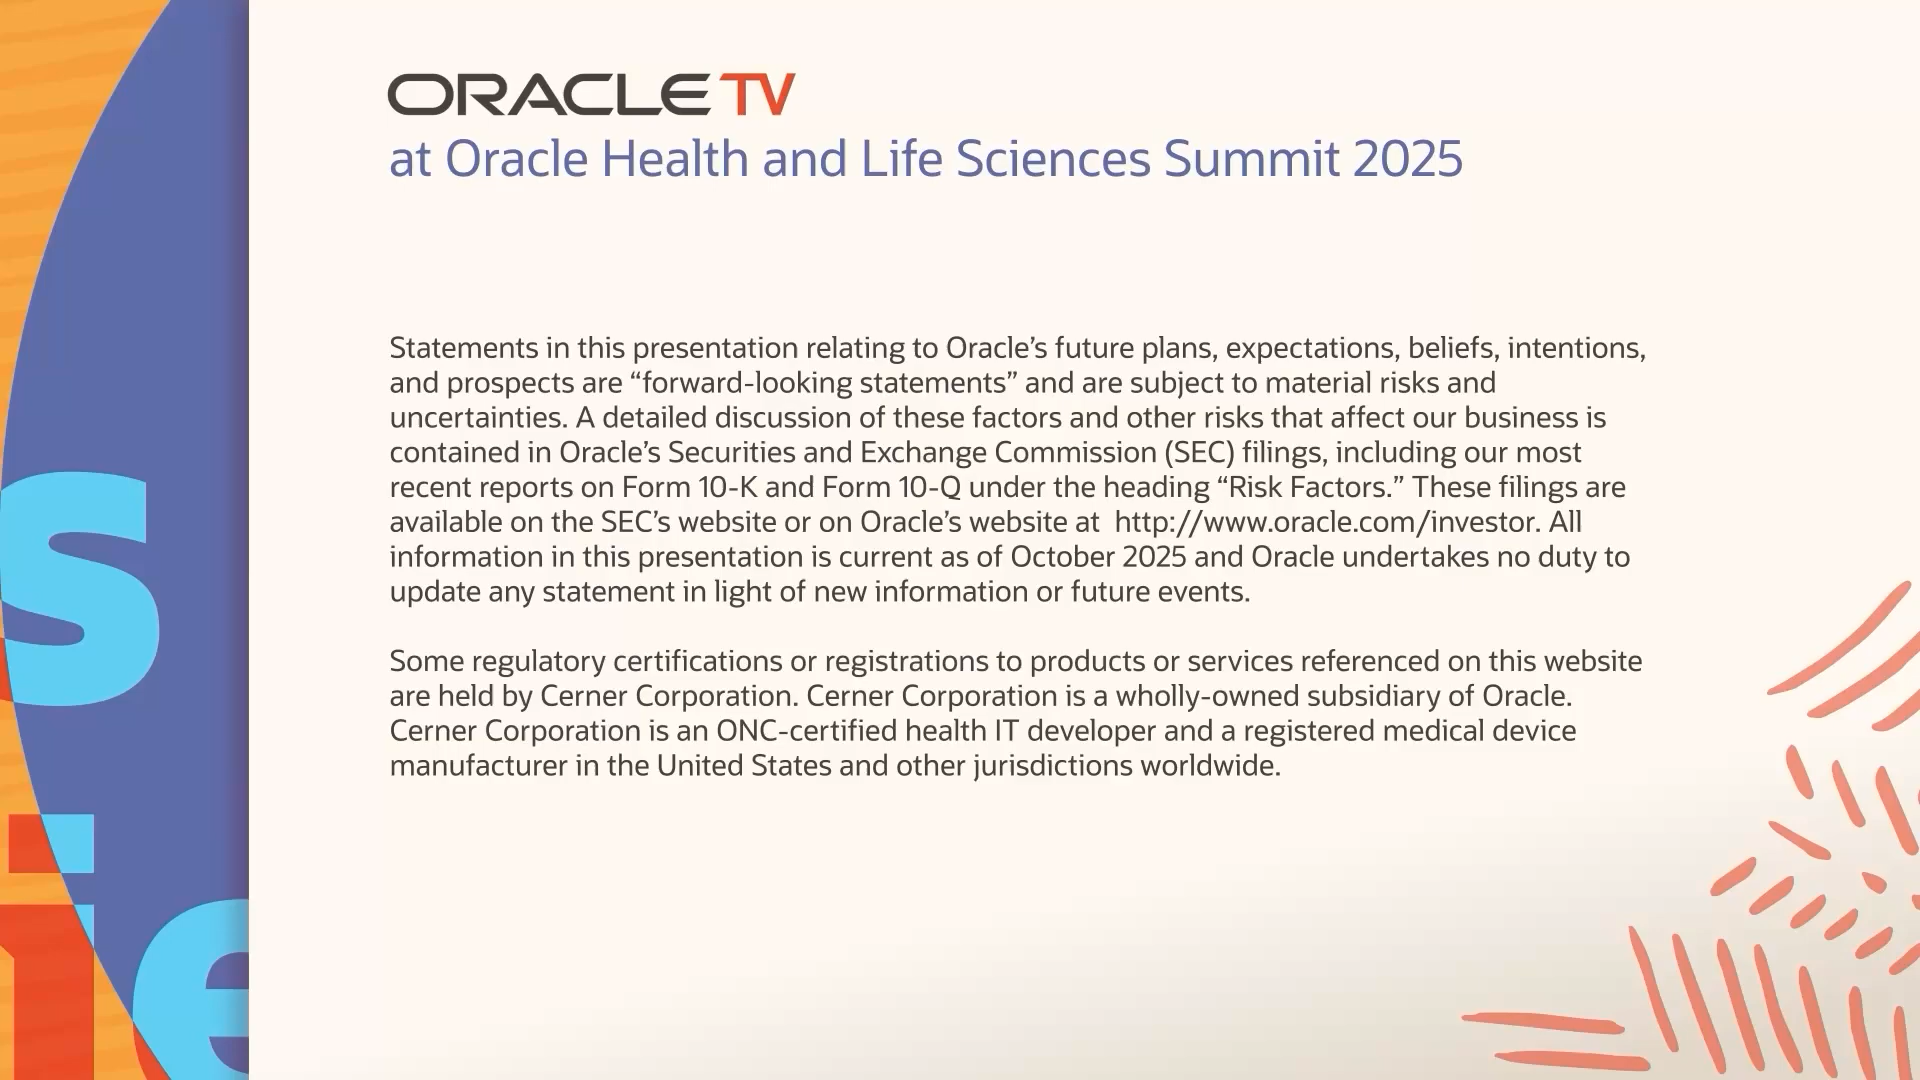 ORACLE TV
at Oracle Health and Life Sciences Summit 2025
Statements in this presentation relating to Oracle’s future plans, expectations, beliefs, intentions,
and prospects are “forward-looking statements” and are subject to material risks and
uncertainties. A detailed discussion of these factors and other risks that affect our business is
contained in Oracle’s Securities and Exchange Commission (SEC) filings, including our most
recent reports on Form 10-K and Form 10-Q under the heading “Risk Factors.” These filings are
available on the SEC’s website or on Oracle’s website at  http://www.oracle.com/investor. All
information in this presentation is current as of October 2025 and Oracle undertakes no duty to
update any statement in light of new information or future events.
Some regulatory certifications or registrations to products or services referenced on this website
are held by Cerner Corporation. Cerner Corporation is a wholly-owned subsidiary of Oracle.
Cerner Corporation is an ONC-certified health IT developer and a registered medical device
manufacturer in the United States and other jurisdictions worldwide.
s
ie